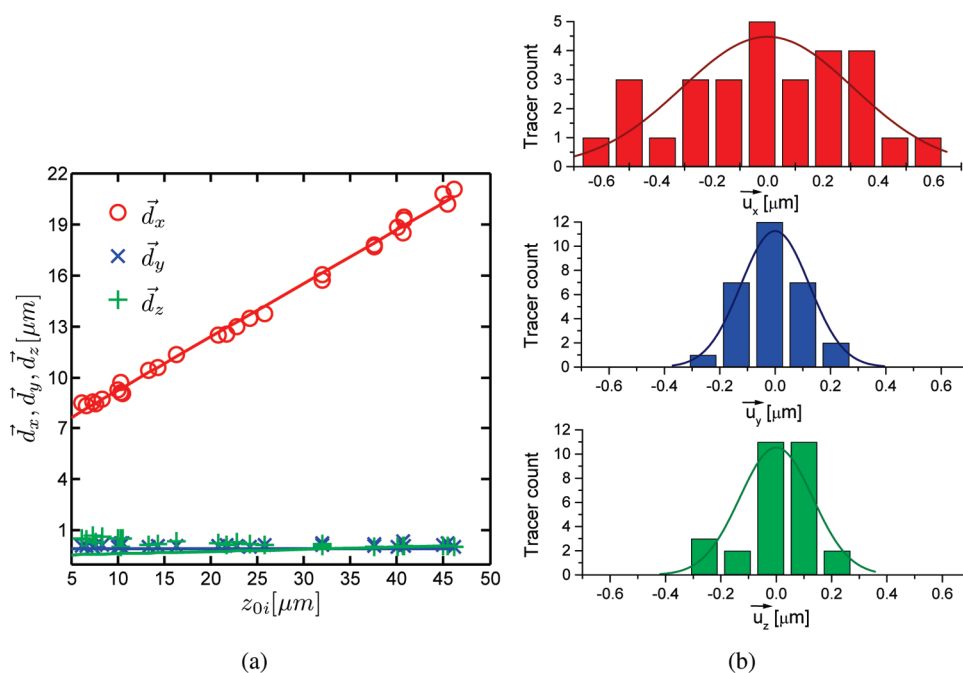 22
19
16
13
10
7
4
1
d⃗x, d⃗y, d⃗z [μm]
d⃗x
d⃗y
d⃗z
5 10 15 20 25 30 35 40 45 50
z0i[μm]
(a)
5
4
3
2
1
0
Tracer count
-0.6 -0.4 -0.2 0.0 0.2 0.4 0.6
ux [μm]
12
10
8
6
4
2
0
Tracer count
-0.6 -0.4 -0.2 0.0 0.2 0.4 0.6
uy [μm]
12
10
8
6
4
2
0
Tracer count
-0.6 -0.4 -0.2 0.0 0.2 0.4 0.6
uz [μm]
(b)